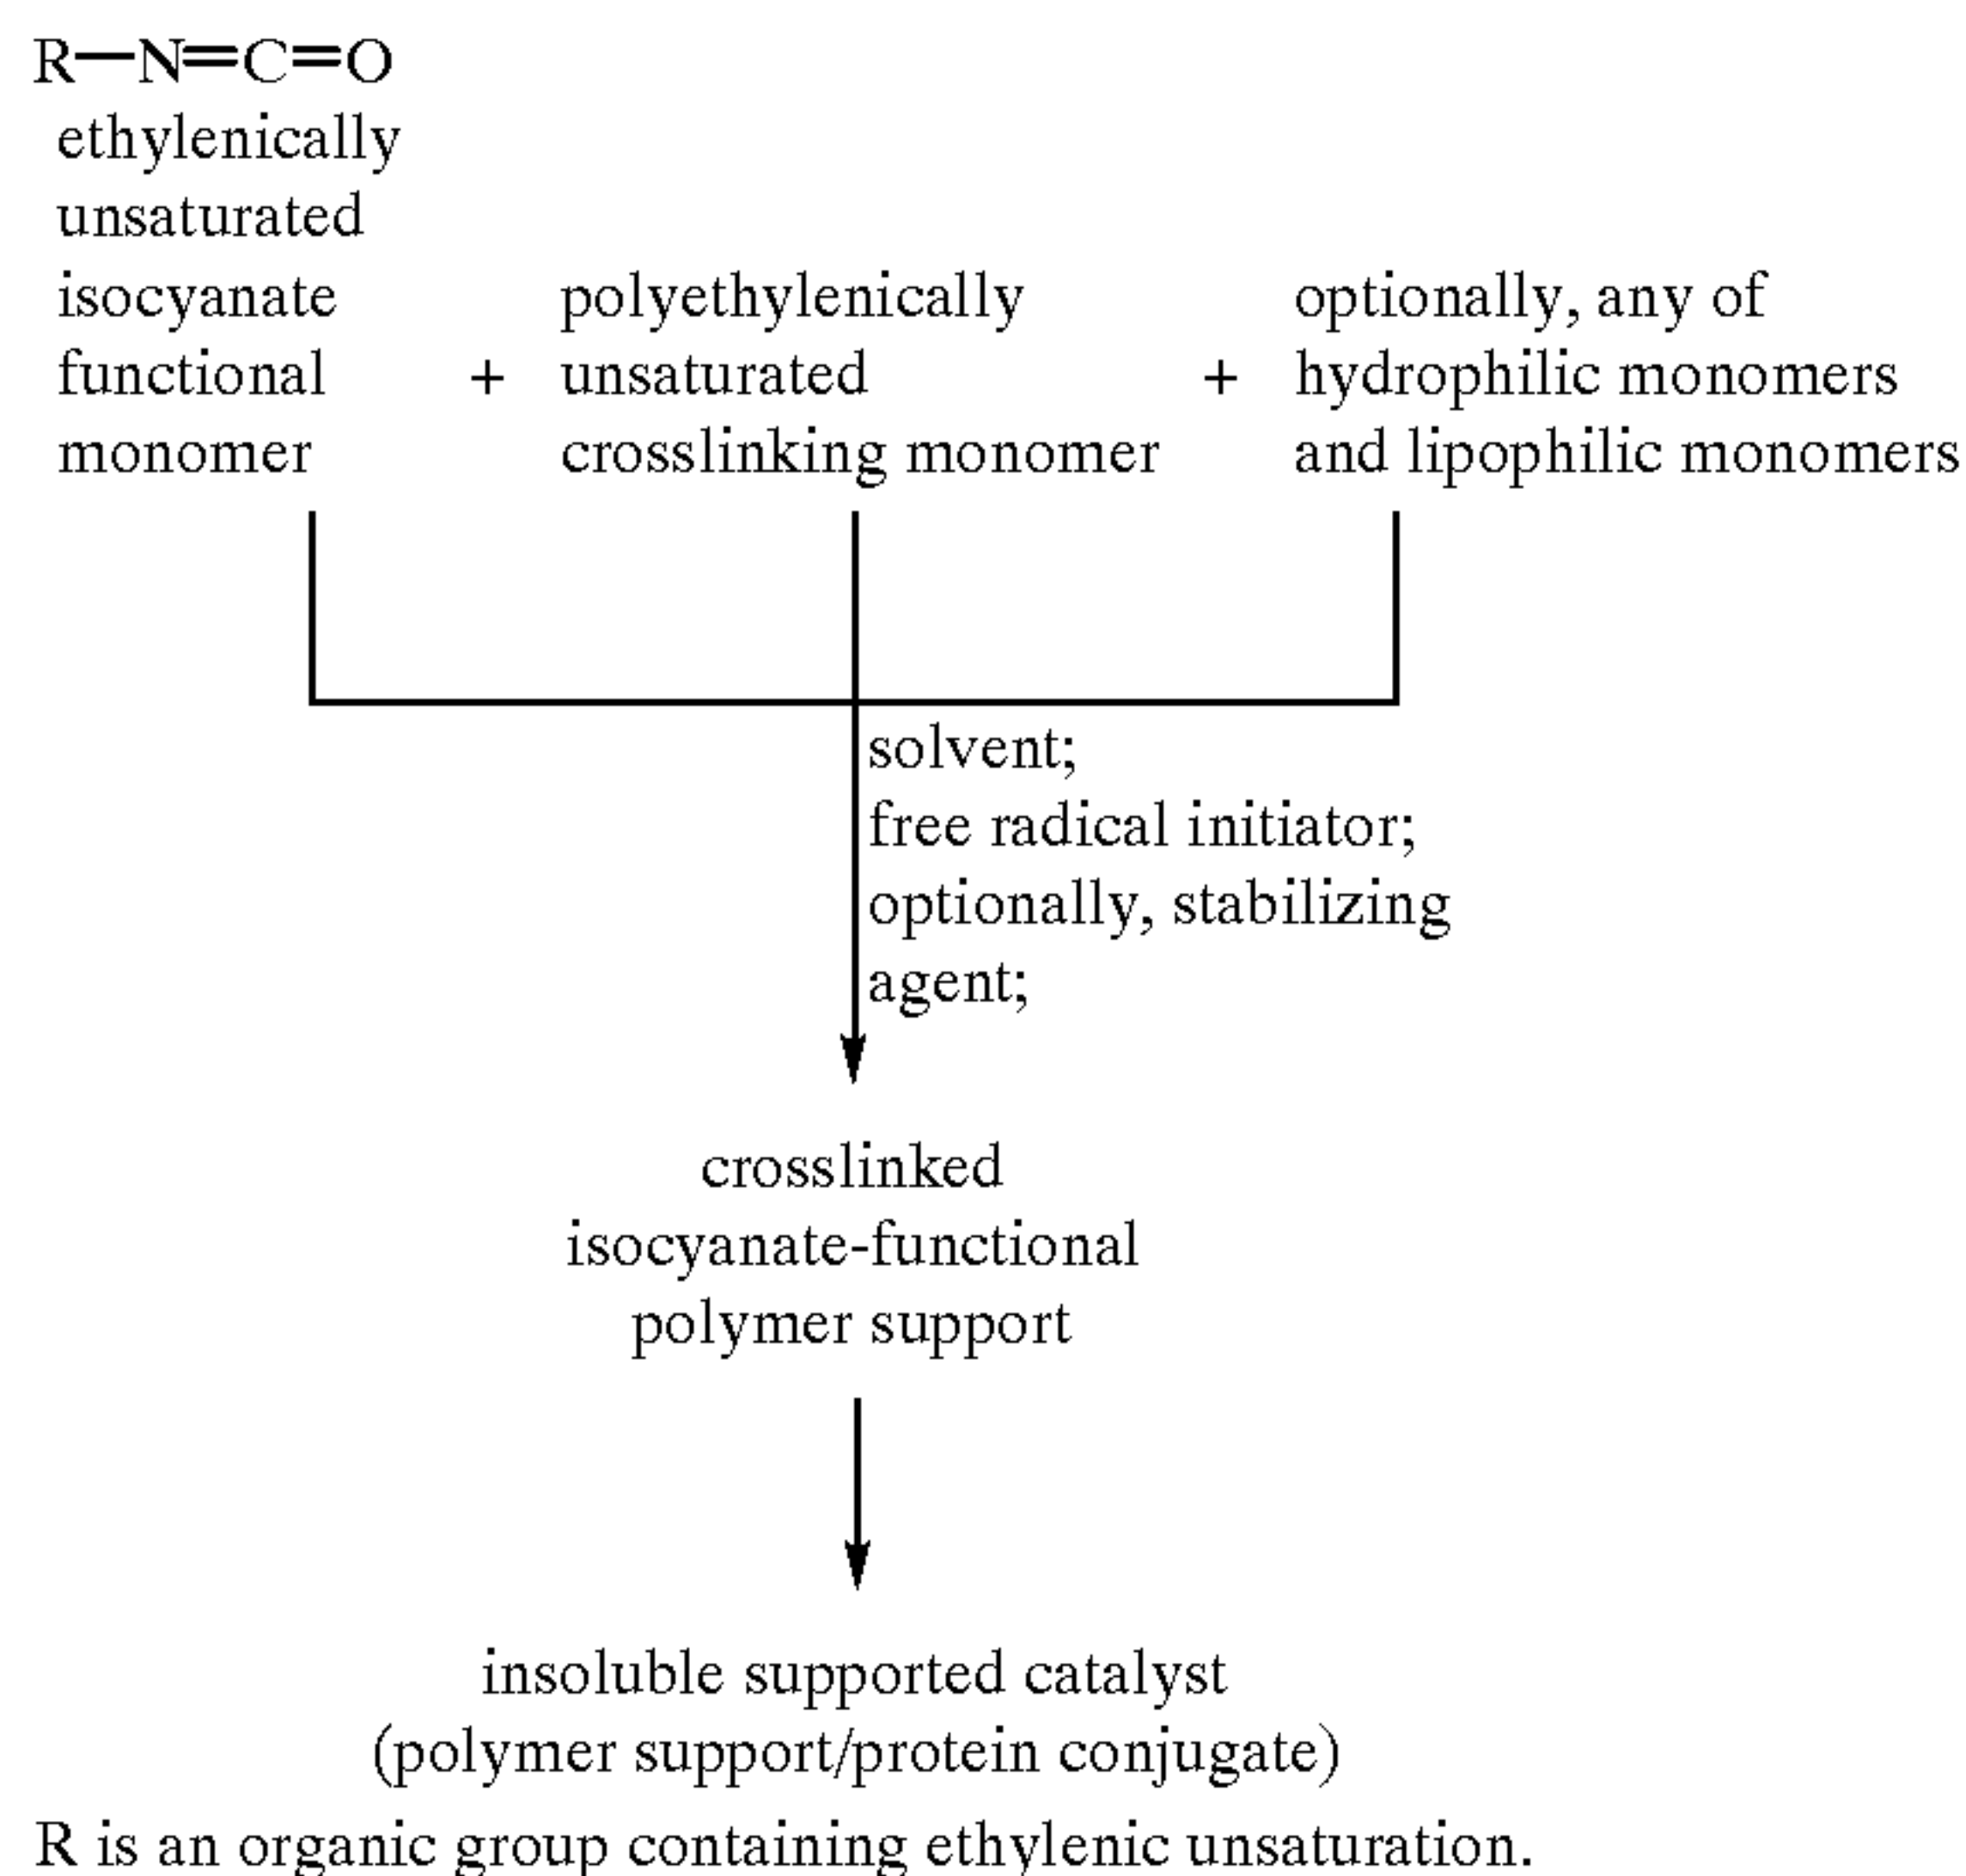 R—N=C=O
ethylenically
unsaturated
isocyanate
functional
monomer
+
polyethylenically
unsaturated
crosslinking monomer
+
optionally, any of
hydrophilic monomers
and lipophilic monomers
solvent;
free radical initiator;
optionally, stabilizing
agent;
crosslinked
isocyanate-functional
polymer support
insoluble supported catalyst
(polymer support/protein conjugate)
R is an organic group containing ethylenic unsaturation.